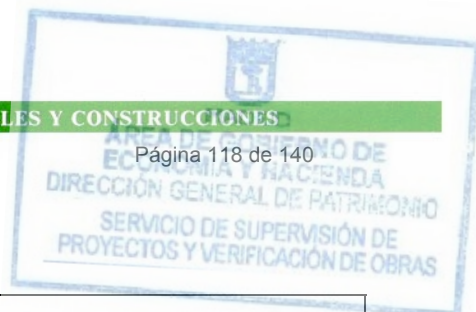 LES Y CONSTRUCCIONES
Página 118 de 140
ÁREA DE GOBIERNO DE
ECONOMÍA Y HACIENDA
DIRECCIÓN GENERAL DE PATRIMONIO
SERVICIO DE SUPERVISIÓN DE
PROYECTOS Y VERIFICACIÓN DE OBRAS